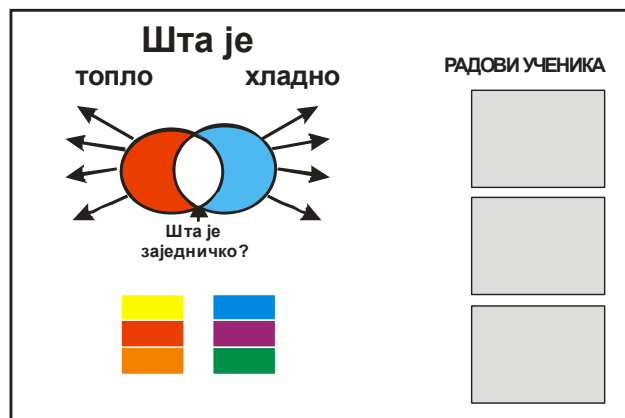 Шта је
топло
хладно
РАДОВИ УЧЕНИКА
Шта је
заједничко?